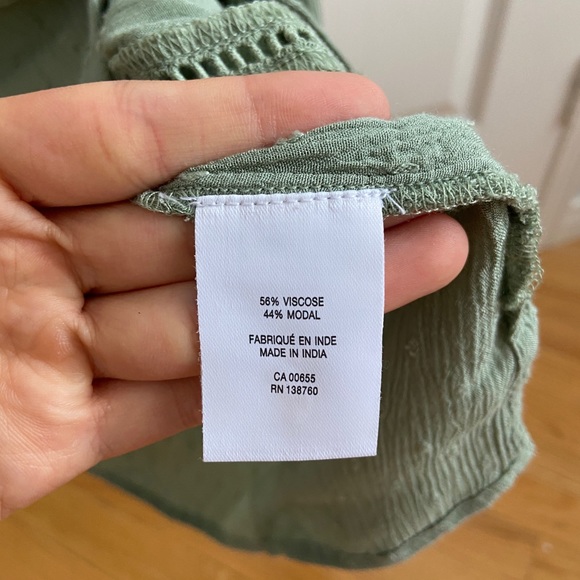 56% VISCOSE
44% MODAL
FABRIQUÉ EN INDE
MADE IN INDIA
CA 00655
RN 138760